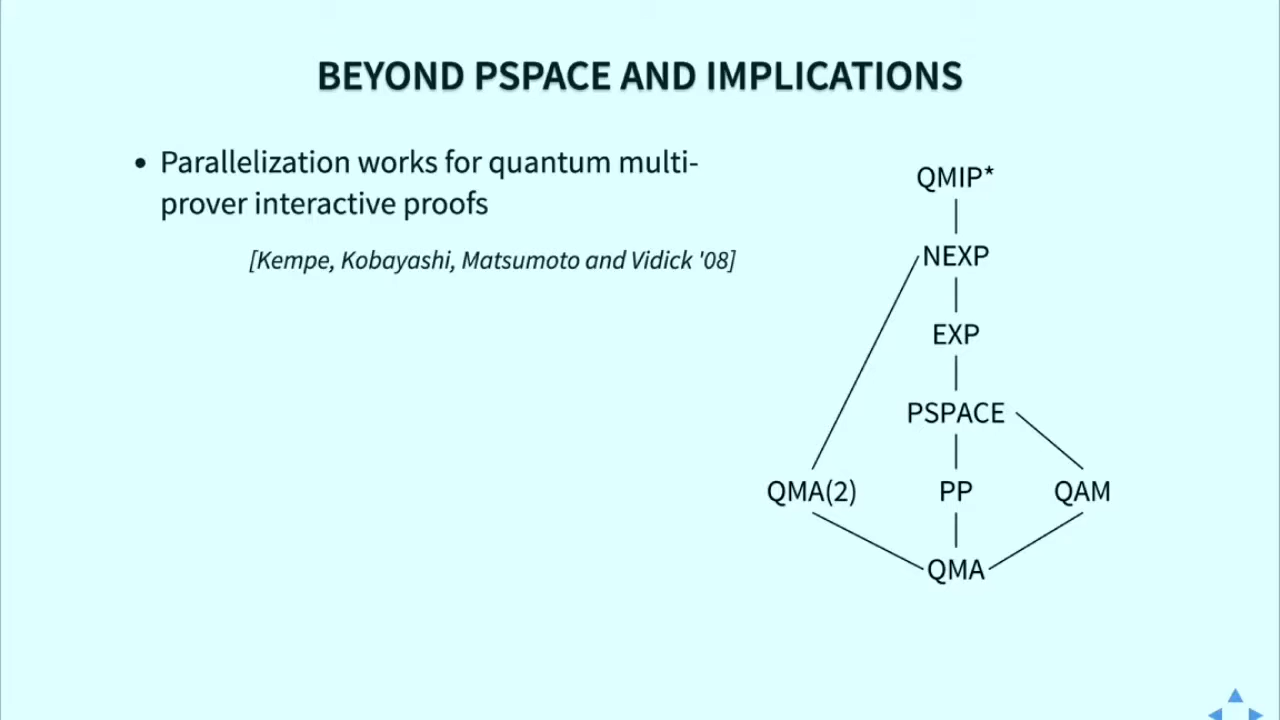 BEYOND PSPACE AND IMPLICATIONS
• Parallelization works for quantum multi-
prover interactive proofs
[Kempe, Kobayashi, Matsumoto and Vidick '08]
QMIP*
NEXP
EXP
PSPACE
QMA(2) PP QAM
QMA